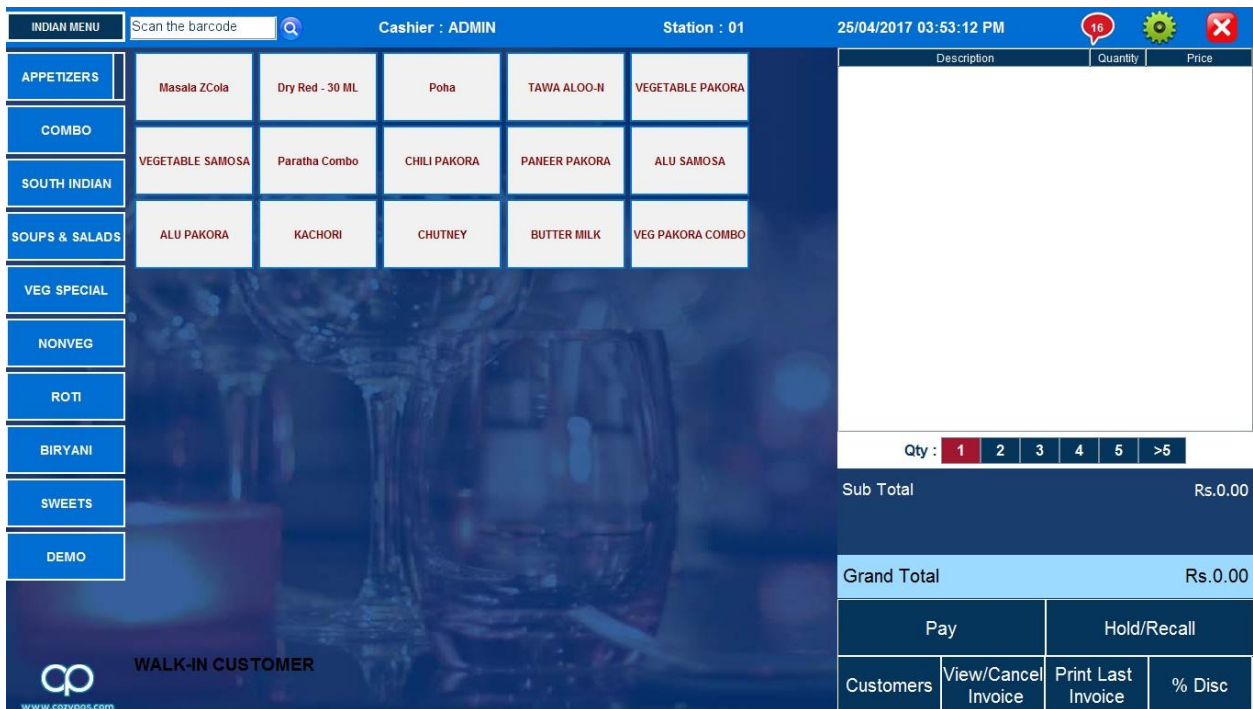 INDIAN MENU
Scan the barcode
Cashier : ADMIN
Station : 01
25/04/2017 03:53:12 PM
16
APPETIZERS
COMBO
SOUTH INDIAN
SOUPS & SALADS
VEG SPECIAL
NONVEG
ROTI
BIRYANI
SWEETS
DEMO
Masala ZCola
Dry Red - 30 ML
Poha
TAWA ALOO-N
VEGETABLE PAKORA
VEGETABLE SAMOSA
Paratha Combo
CHILI PAKORA
PANEER PAKORA
ALU SAMOSA
ALU PAKORA
KACHORI
CHUTNEY
BUTTER MILK
VEG PAKORA COMBO
WALK-IN CUSTOMER
cp
www.cozypos.com
Description Quantity Price
Qty : 1 2 3 4 5 >5
Sub Total Rs.0.00
Grand Total Rs.0.00
Pay
Hold/Recall
Customers
View/Cancel
Invoice
Print Last
Invoice
% Disc